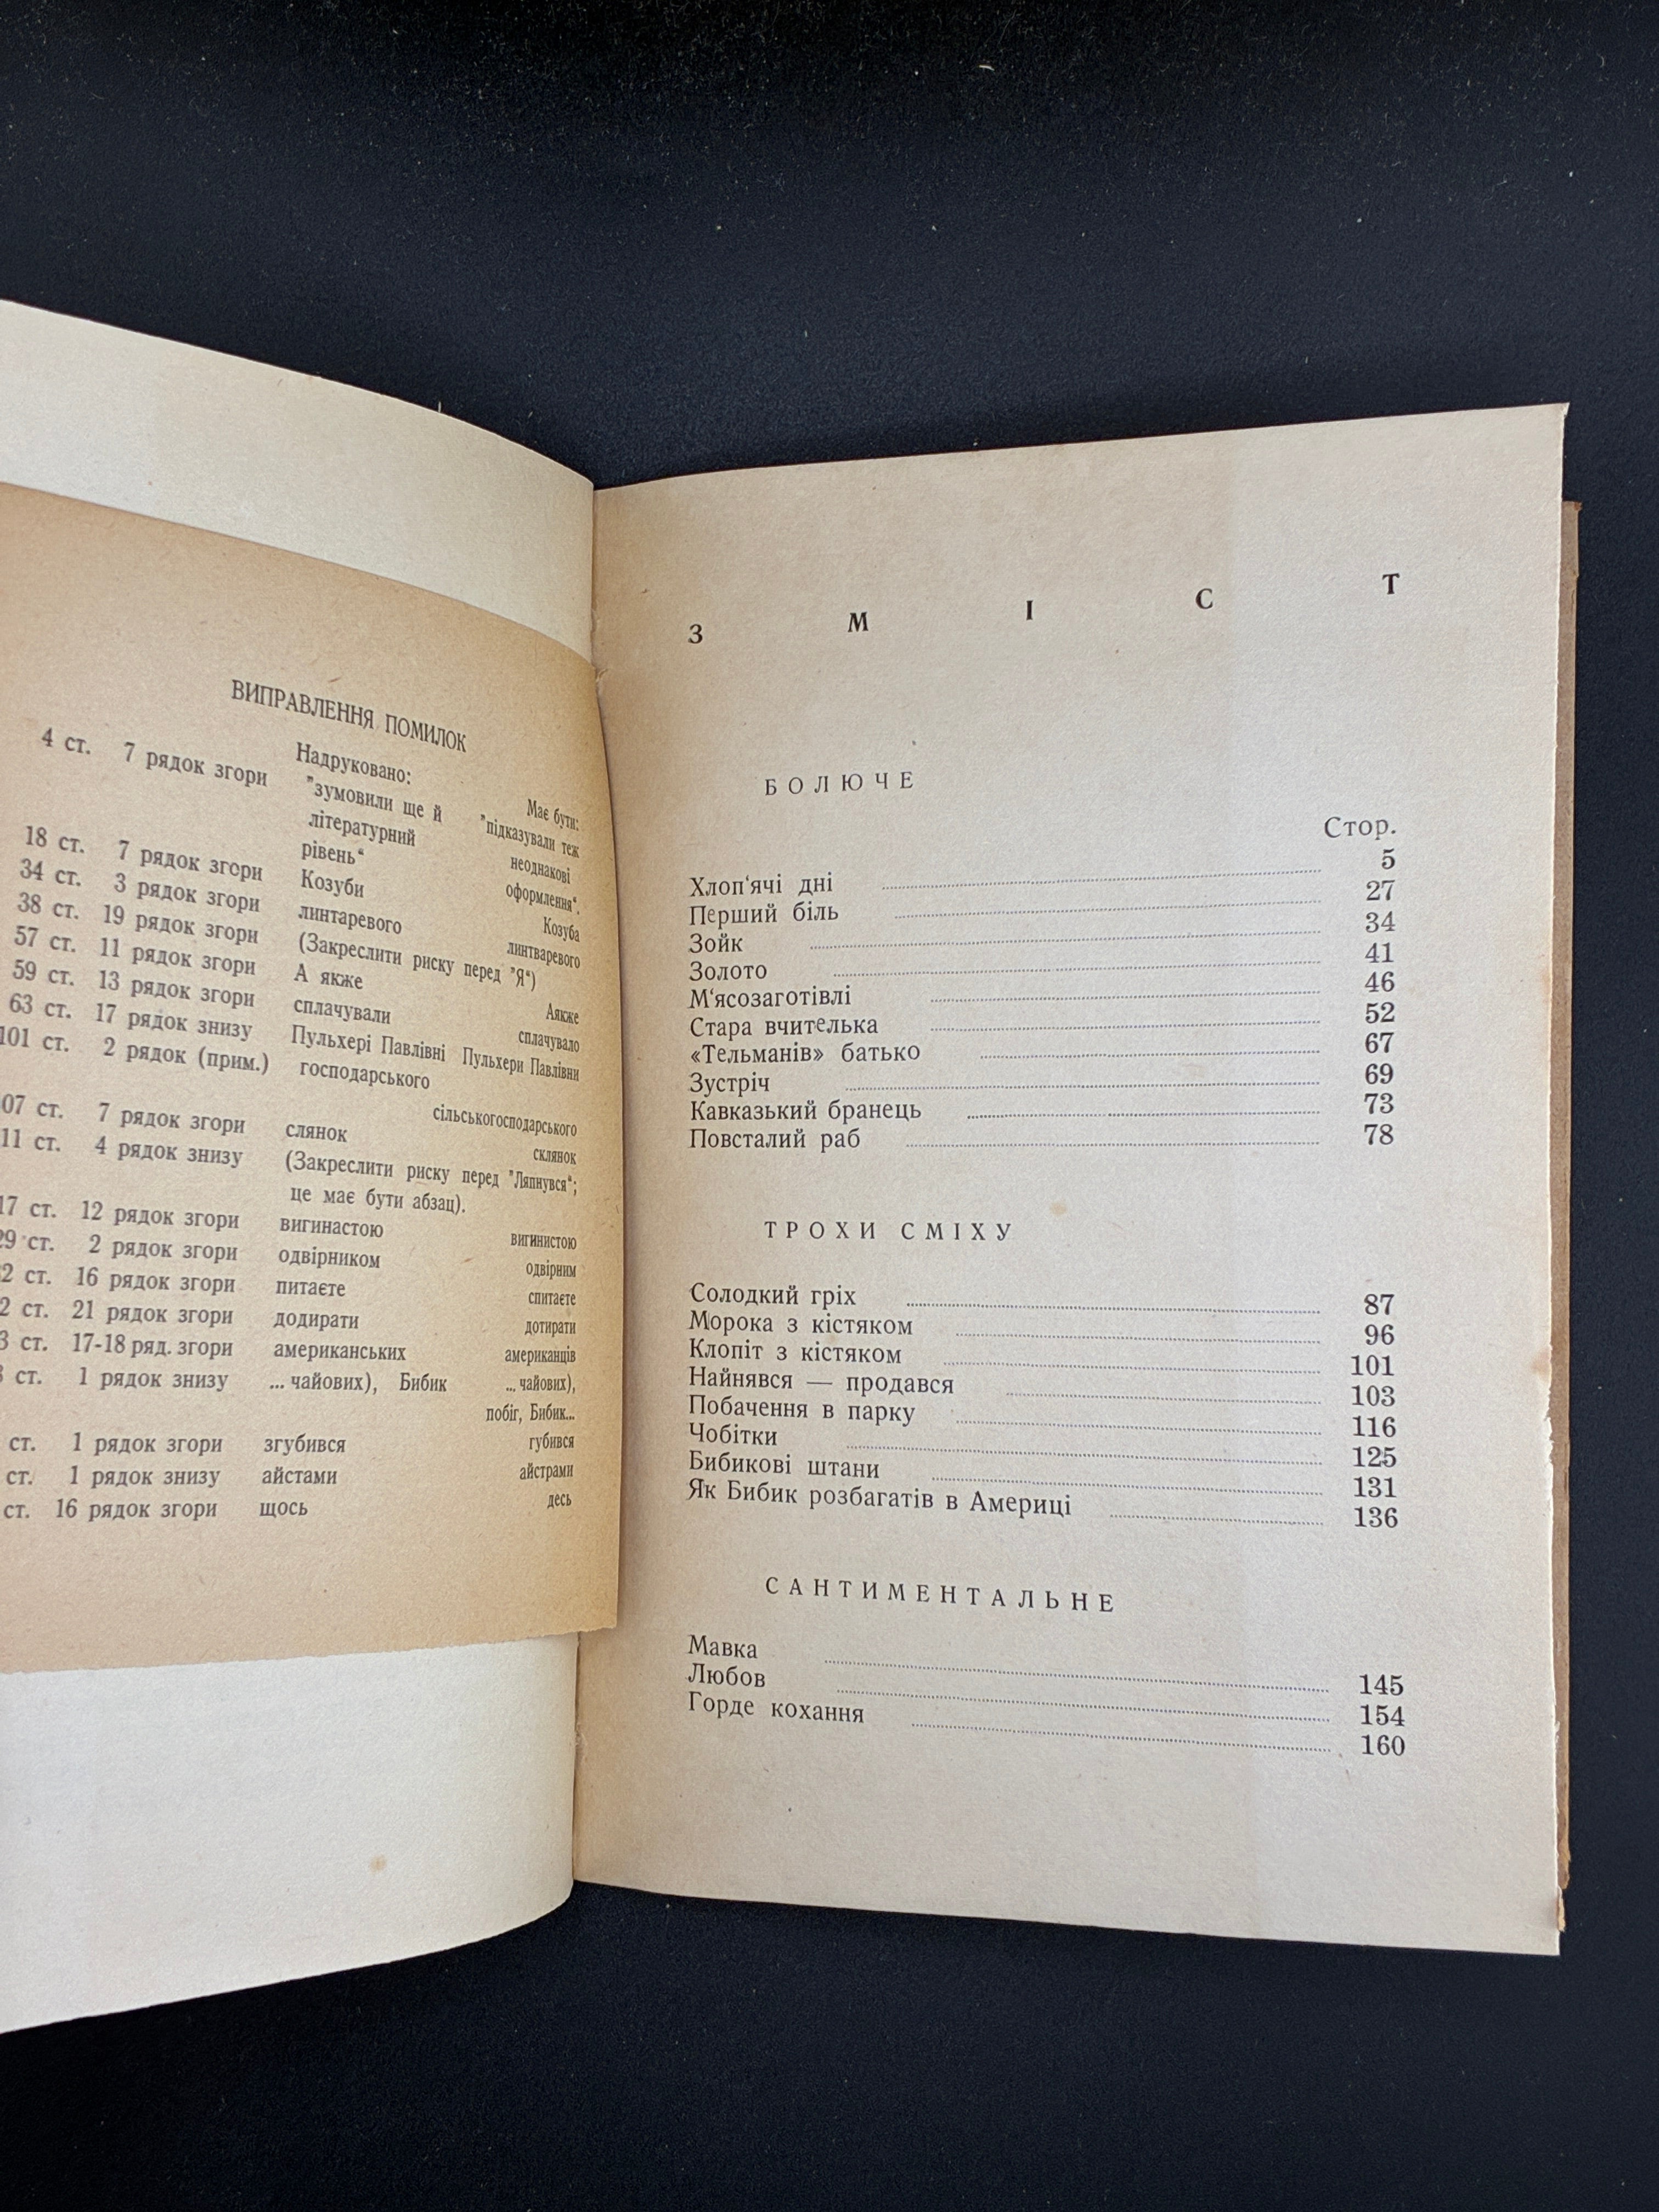 ВИПРАВЛЕННЯ ПОМИЛОК
Надруковано: Має бути:
4 ст. 7 рядок згори "зумовили ще й "підказували теж
літературний неоднакові
рівень“ оформлення“.
18 ст. 7 рядок згори Козуби Козуба
34 ст. 3 рядок згори линтаревого линтваревого
38 ст. 19 рядок згори (Закреслити риску перед "Я“)
57 ст. 11 рядок згори А якже Аякже
59 ст. 13 рядок згори сплачували сплачувало
63 ст. 17 рядок знизу Пульхері Павлівні Пульхери Павлівни
101 ст. 2 рядок (прим.) господарського
сільськогосподарського
07 ст. 7 рядок згори слянок склянок
11 ст. 4 рядок знизу (Закреслити риску перед "Ляпнувся“;
це має бути абзац).
17 ст. 12 рядок згори вигинастою вигинистою
29 ст. 2 рядок згори одвірником одвірним
2 ст. 16 рядок згори питаєте спитаєте
2 ст. 21 рядок згори додирати дотирати
3 ст. 17-18 ряд. згори американських американців
ст. 1 рядок знизу ...чайових), Бибик ...чайових),
побіг, Бибик...
ст. 1 рядок згори згубився губився
ст. 1 рядок знизу айстами айстрами
ст. 16 рядок згори щось десь
З М І С Т
БОЛЮЧЕ
Стор.
Хлоп‘ячі дні 5
Перший біль 27
Зойк 34
Золото 41
М‘ясозаготівлі 46
Стара вчителька 52
«Тельманів» батько 67
Зустріч 69
Кавказький бранець 73
Повсталий раб 78
ТРОХИ СМІХУ
Солодкий гріх 87
Морока з кістяком 96
Клопіт з кістяком 101
Найнявся — продався 103
Побачення в парку 116
Чобітки 125
Бибикові штани 131
Як Бибик розбагатів в Америці 136
САНТИМЕНТАЛЬНЕ
Мавка 145
Любов 154
Горде кохання 160